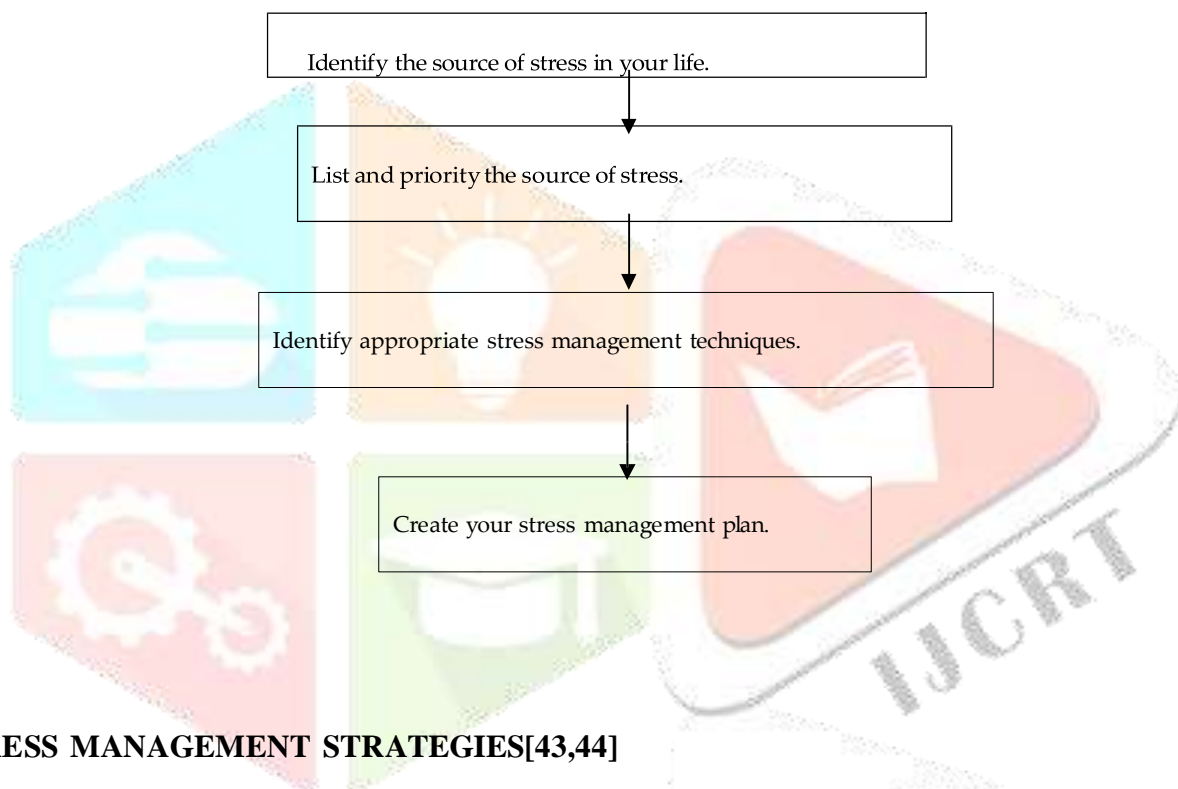 Identify the source of stress in your life.
List and priority the source of stress.
Identify appropriate stress management techniques.
Create your stress management plan.
IJCRT
ESS MANAGEMENT STRATEGIES[43,44]